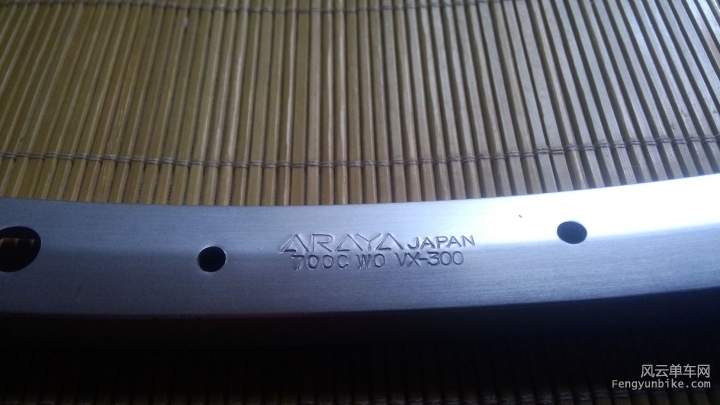 ARAYA JAPAN
700C WO VX-300
风云单车网
Fengyunbike.com